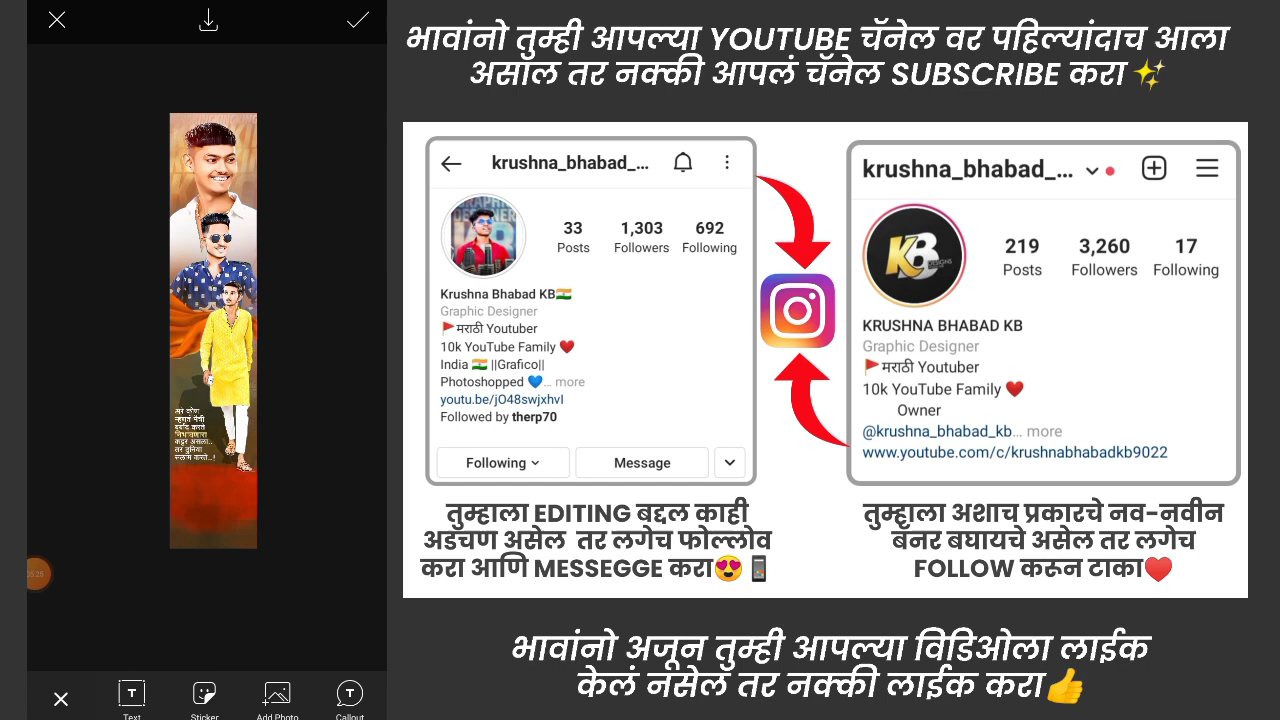 भावांनो तुम्ही आपल्या YOUTUBE चॅनेल वर पहिल्यांदाच आला
असाल तर नक्की आपलं चॅनेल SUBSCRIBE करा ✨
krushna_bhabad_...
33 1,303 692
Posts Followers Following
Krushna Bhabad KB🇮🇳
Graphic Designer
🚩मराठी Youtuber
10k YouTube Family ❤️
India 🇮🇳 ||Grafico||
Photoshopped 💙... more
youtu.be/jO48swjxhvI
Followed by therp70
Following Message
krushna_bhabad_...
KB
219 3,260 17
Posts Followers Following
KRUSHNA BHABAD KB
Graphic Designer
🚩मराठी Youtuber
10k YouTube Family ❤️
Owner
@krushna_bhabad_kb... more
www.youtube.com/c/krushnabhabadkb9022
तुम्हाला EDITING बद्दल काही
अडचण असेल तर लगेच फोल्लोव
करा आणि MESSEGGE करा😍📱
तुम्हाला अशाच प्रकारचे नव-नवीन
बॅनर बघायचे असेल तर लगेच
FOLLOW करून टाका❤️
भावांनो अजून तुम्ही आपल्या विडिओला लाईक
केलं नसेल तर नक्की लाईक करा👍
Text Sticker Add Photo Callout